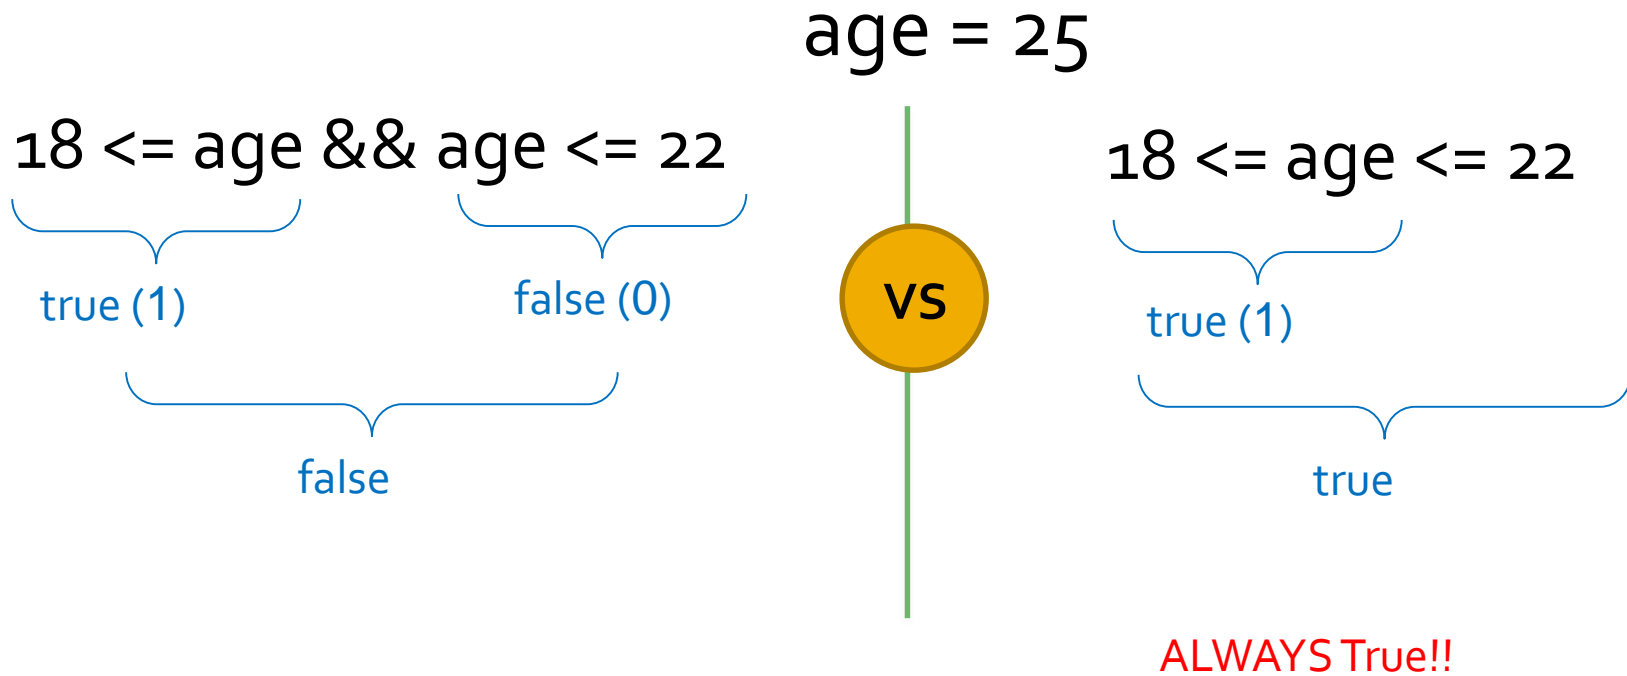 age = 25
18 <= age && age <= 22
true (1)
false (0)
false
vs
18 <= age <= 22
true (1)
true
ALWAYS True!!